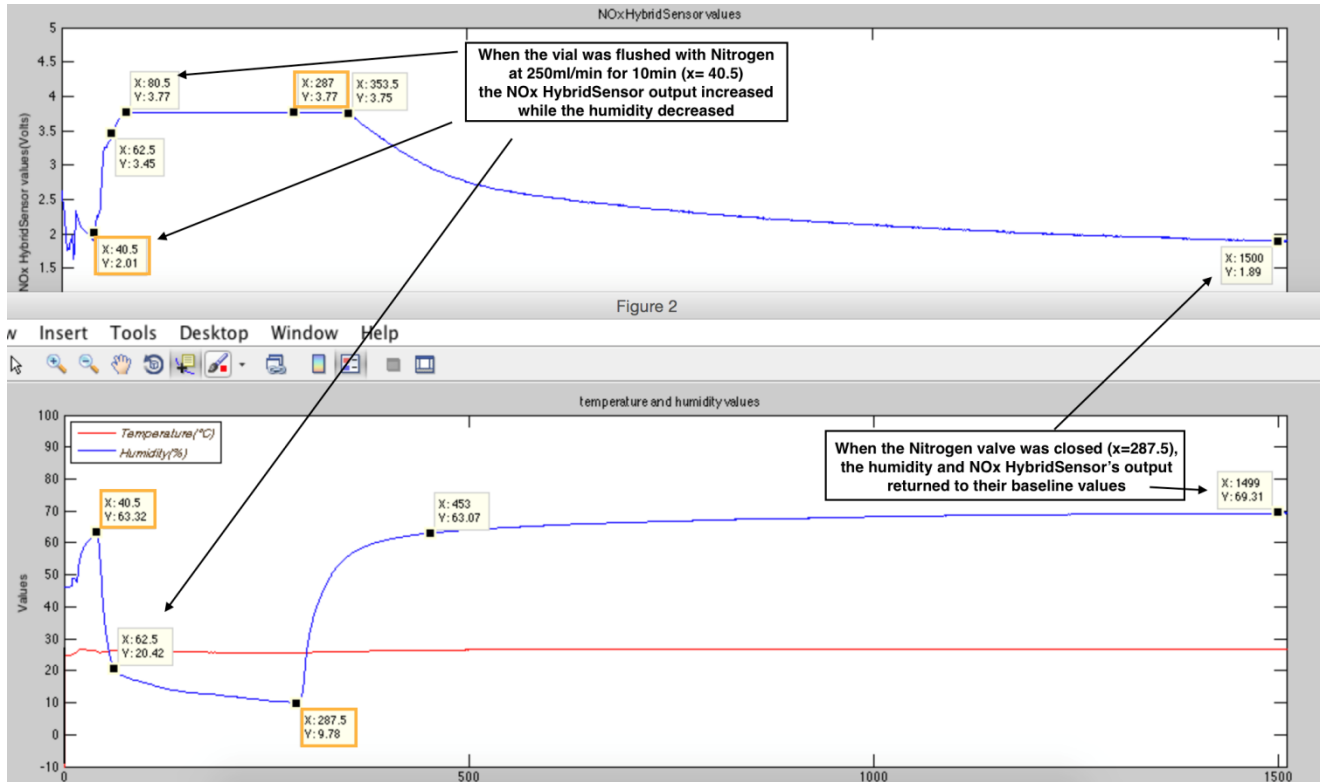 NOxHybridSensor values
NOx HybridSensor values(Volts)
5
4.5
4
3.5
3
2.5
2
1.5
X: 80.5
Y: 3.77
X: 62.5
Y: 3.45
X: 40.5
Y: 2.01
X: 287
Y: 3.77
X: 353.5
Y: 3.75
When the vial was flushed with Nitrogen
at 250ml/min for 10min (x= 40.5)
the NOx HybridSensor output increased
while the humidity decreased
500
1000
X: 1500
Y: 1.89
Figure 2
w Insert Tools Desktop Window Help
temperature and humidity values
Values
100
90
80
70
60
50
40
30
20
10
0
-10
Temperature(°C)
Humidity(%)
X: 40.5
Y: 63.32
X: 62.5
Y: 20.42
X: 287.5
Y: 9.78
X: 453
Y: 63.07
When the Nitrogen valve was closed (x=287.5),
the humidity and NOx HybridSensor's output
returned to their baseline values
X: 1499
Y: 69.31
0
500
1000
1500